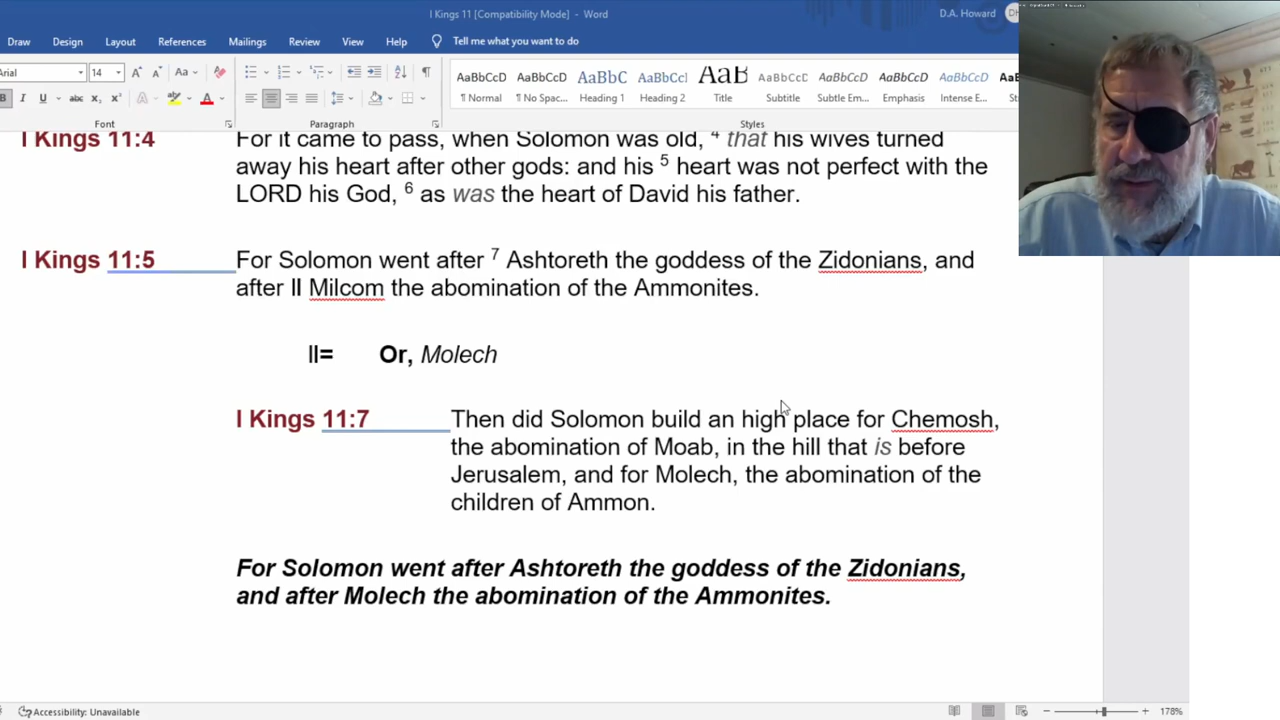 I Kings 11 [Compatibility Mode] - Word
D.A. Howard
DH
Draw Design Layout References Mailings Review View Help Tell me what you want to do
Arial 14 Aa
B I U abc x₂ x² A A
AaBbCcD AaBbCcD AaBbC AaBbCcI AaB AaBbCcD AaBbCcD AaBbCcD AaBbCcD
¶ Normal ¶ No Spac... Heading 1 Heading 2 Title Subtitle Subtle Em... Emphasis Intense E...
Font Paragraph Styles
I Kings 11:4 For it came to pass, when Solomon was old, ⁴ that his wives turned
away his heart after other gods: and his ⁵ heart was not perfect with the
LORD his God, ⁶ as was the heart of David his father.
I Kings 11:5 For Solomon went after ⁷ Ashtoreth the goddess of the Zidonians, and
after ll Milcom the abomination of the Ammonites.
ll= Or, Molech
I Kings 11:7 Then did Solomon build an high place for Chemosh,
the abomination of Moab, in the hill that is before
Jerusalem, and for Molech, the abomination of the
children of Ammon.
For Solomon went after Ashtoreth the goddess of the Zidonians,
and after Molech the abomination of the Ammonites.
Accessibility: Unavailable
178%